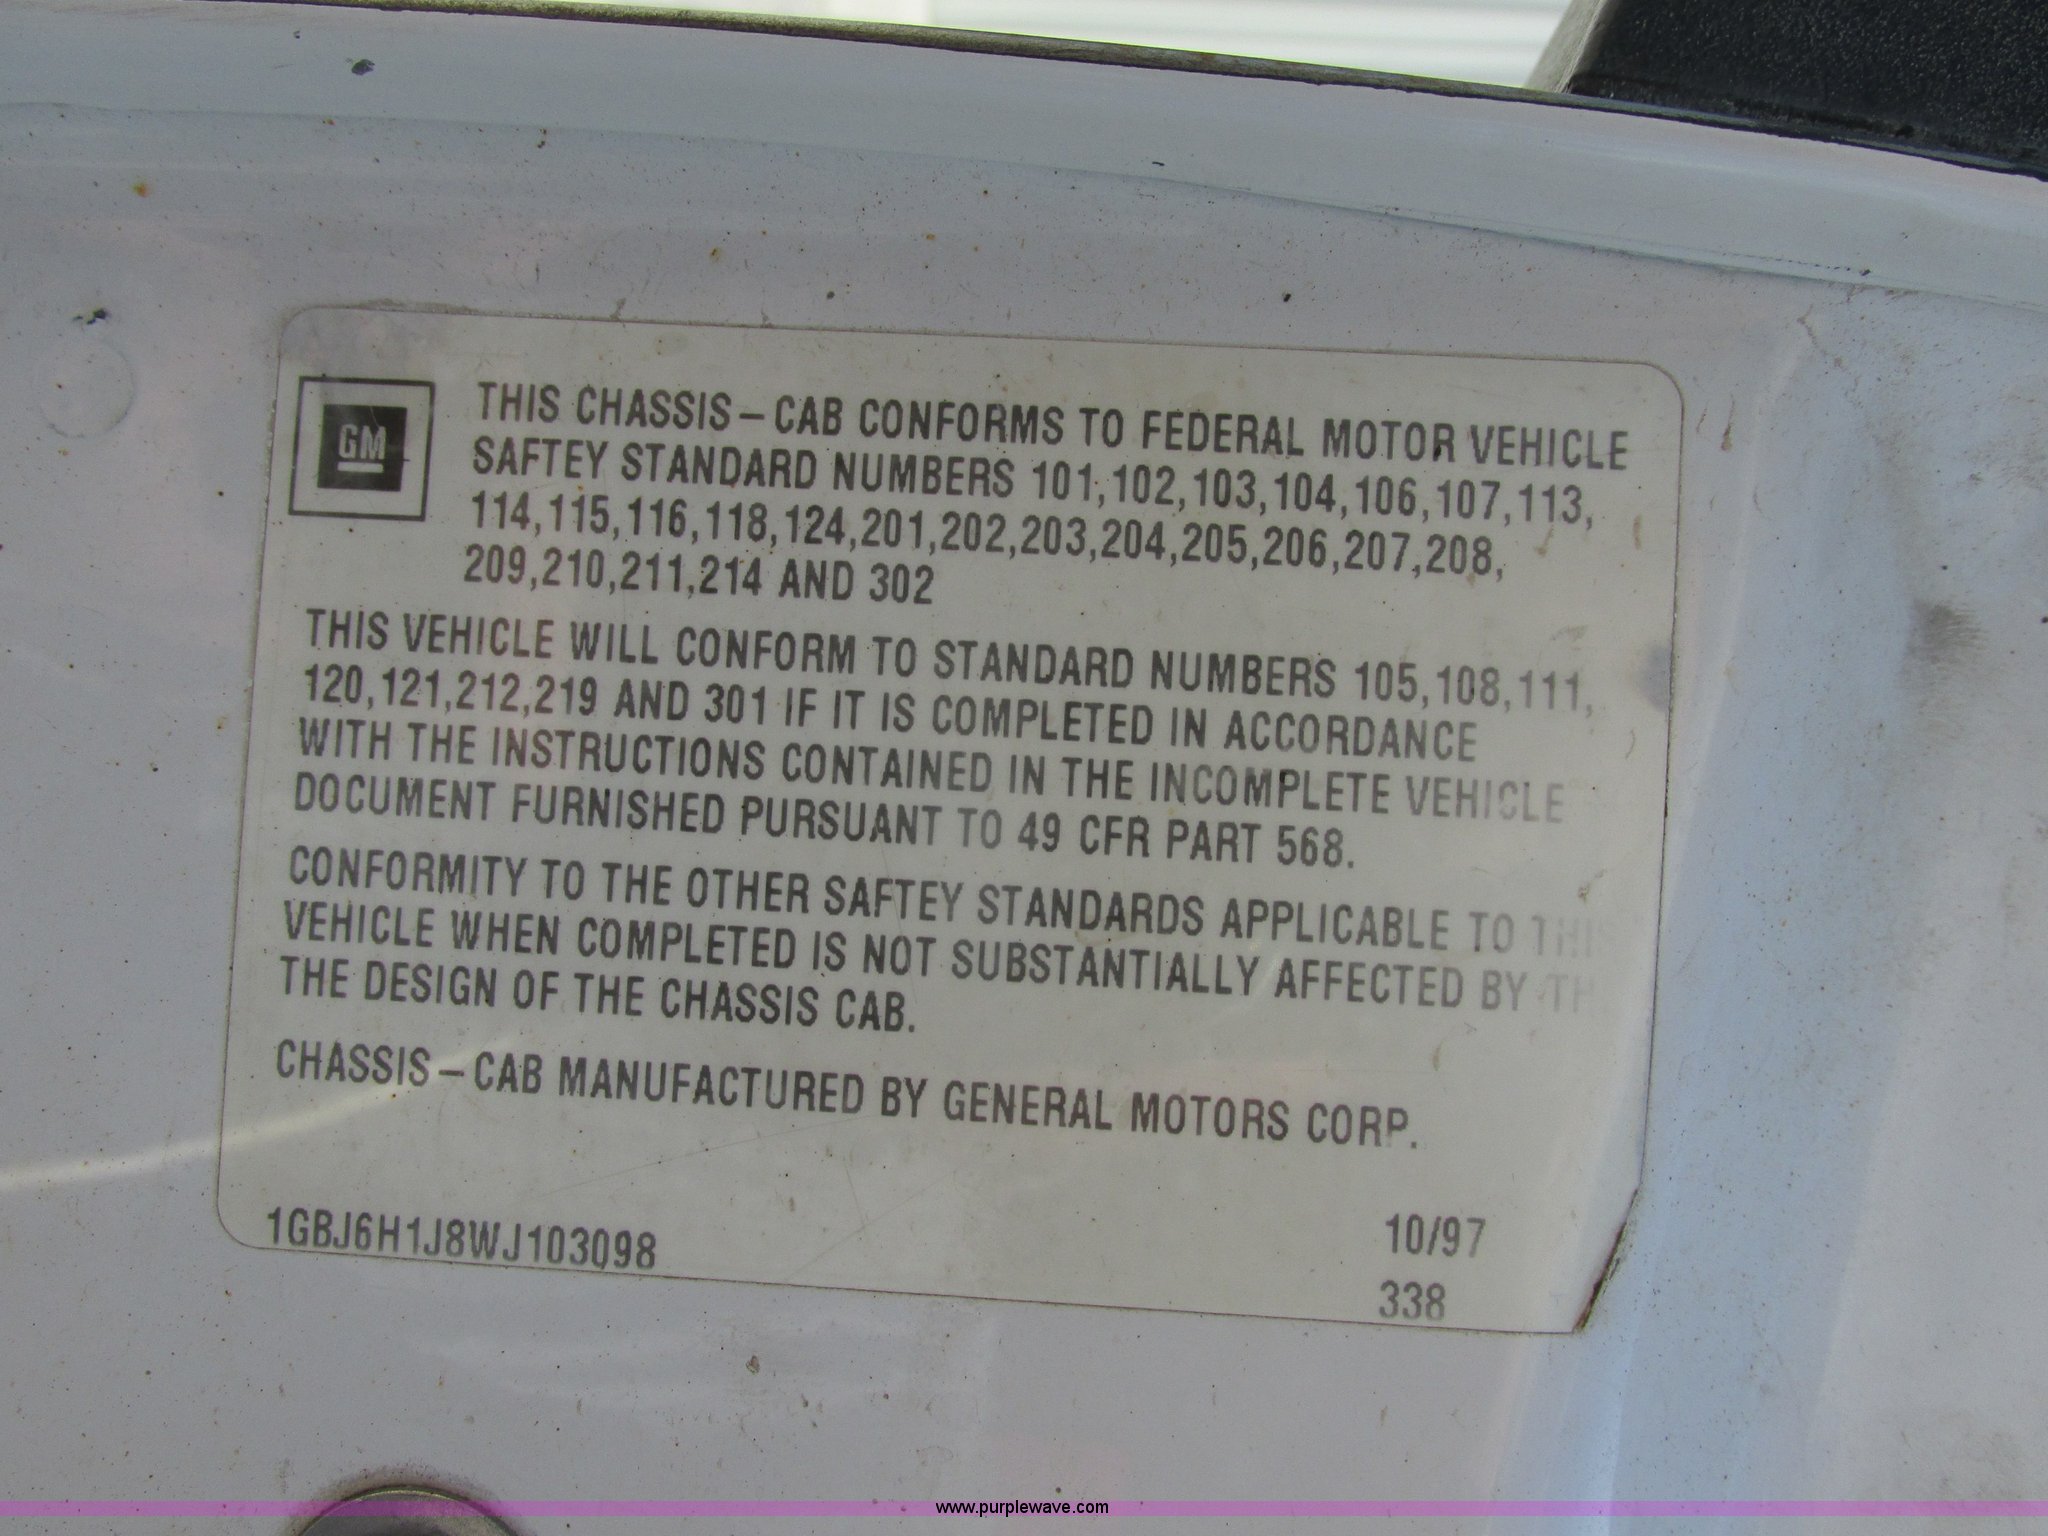 GM
THIS CHASSIS-CAB CONFORMS TO FEDERAL MOTOR VEHICLE
SAFTEY STANDARD NUMBERS 101,102,103,104,106,107,113,
114,115,116,118,124,201,202,203,204,205,206,207,208,
209,210,211,214 AND 302
THIS VEHICLE WILL CONFORM TO STANDARD NUMBERS 105,108,111,
120,121,212,219 AND 301 IF IT IS COMPLETED IN ACCORDANCE
WITH THE INSTRUCTIONS CONTAINED IN THE INCOMPLETE VEHICLE
DOCUMENT FURNISHED PURSUANT TO 49 CFR PART 568.
CONFORMITY TO THE OTHER SAFTEY STANDARDS APPLICABLE TO
VEHICLE WHEN COMPLETED IS NOT SUBSTANTIALLY AFFECTED BY
THE DESIGN OF THE CHASSIS CAB.
CHASSIS-CAB MANUFACTURED BY GENERAL MOTORS CORP.
1GBJ6H1J8WJ103098 10/97
338
www.purplewave.com